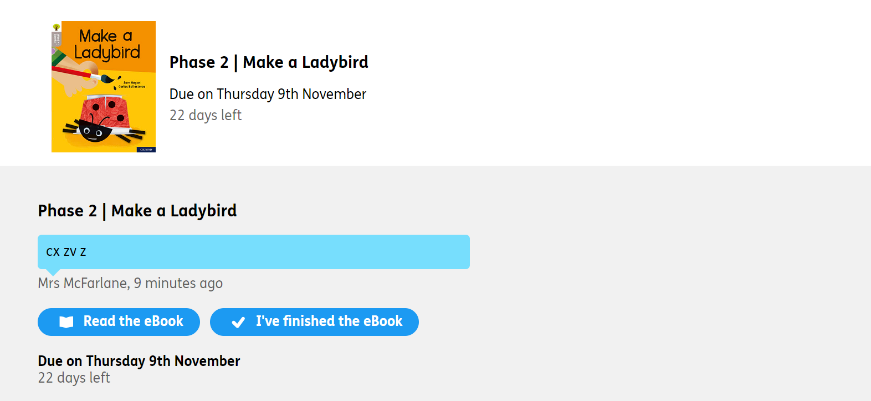 Make a
Ladybird
Phase 2 | Make a Ladybird
Due on Thursday 9th November
22 days left
Phase 2 | Make a Ladybird
cx zv z
Mrs McFarlane, 9 minutes ago
Read the eBook
I've finished the eBook
Due on Thursday 9th November
22 days left